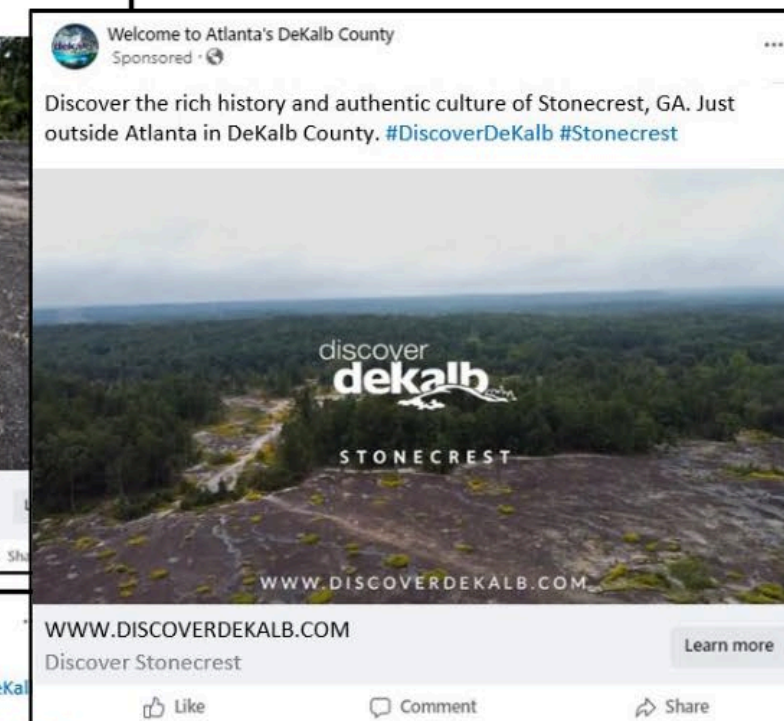 Welcome to Atlanta's DeKalb County
Sponsored ·
Discover the rich history and authentic culture of Stonecrest, GA. Just
outside Atlanta in DeKalb County. #DiscoverDeKalb #Stonecrest
discover
dekalb
STONECREST
WWW.DISCOVERDEKALB.COM
WWW.DISCOVERDEKALB.COM
Discover Stonecrest
Learn more
Like
Comment
Share